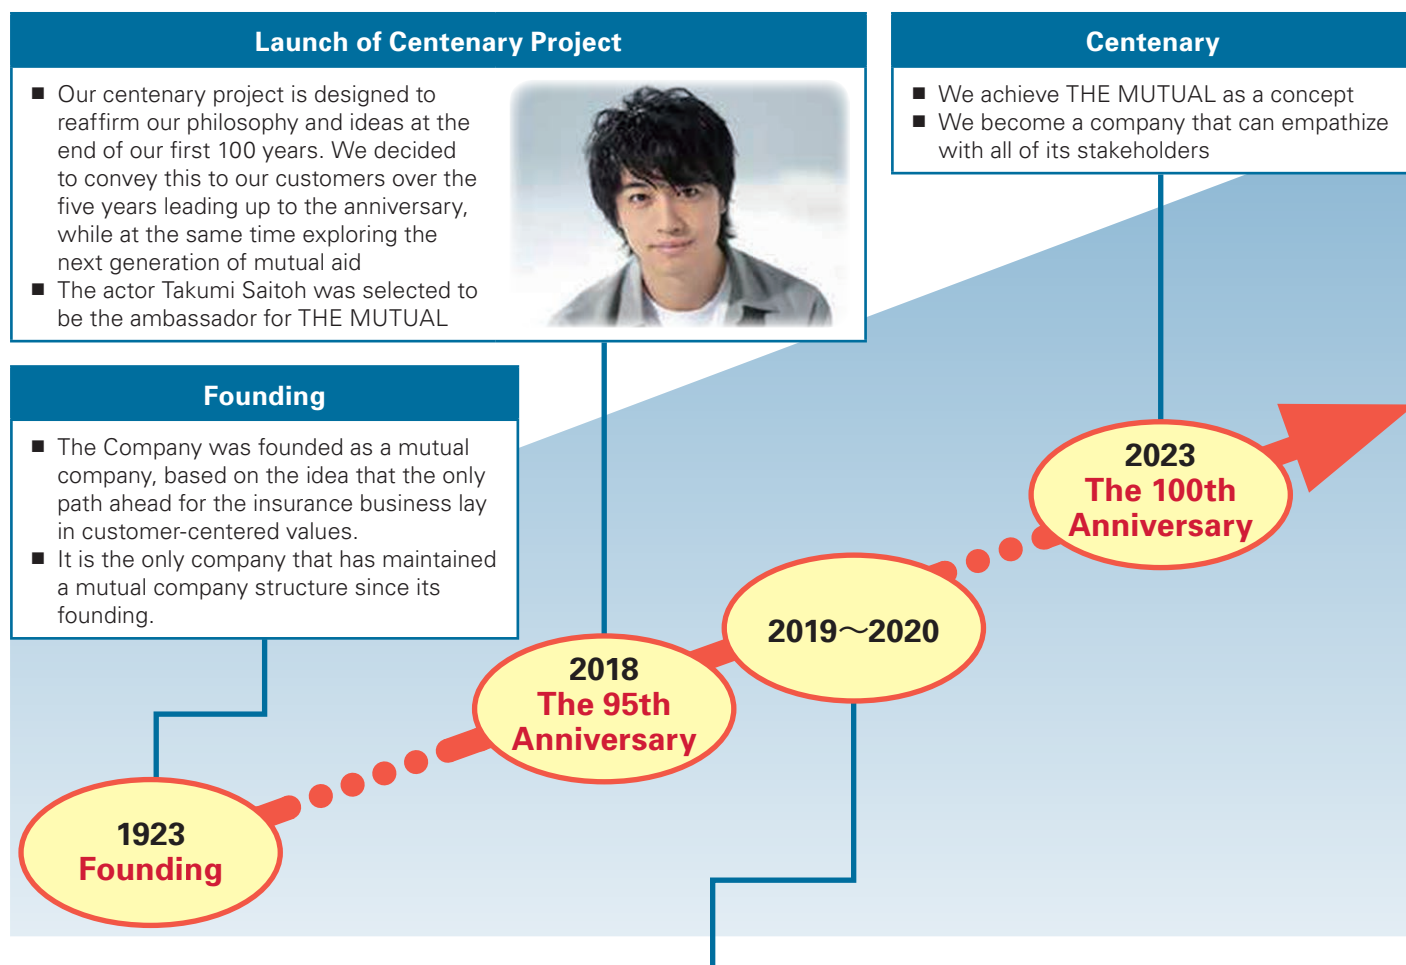 Launch of Centenary Project
■ Our centenary project is designed to
reaffirm our philosophy and ideas at the
end of our first 100 years. We decided
to convey this to our customers over the
five years leading up to the anniversary,
while at the same time exploring the
next generation of mutual aid
■ The actor Takumi Saitoh was selected to
be the ambassador for THE MUTUAL
Centenary
■ We achieve THE MUTUAL as a concept
■ We become a company that can empathize
with all of its stakeholders
Founding
■ The Company was founded as a mutual
company, based on the idea that the only
path ahead for the insurance business lay
in customer-centered values.
■ It is the only company that has maintained
a mutual company structure since its
founding.
2023
The 100th
Anniversary
2019～2020
2018
The 95th
Anniversary
1923
Founding